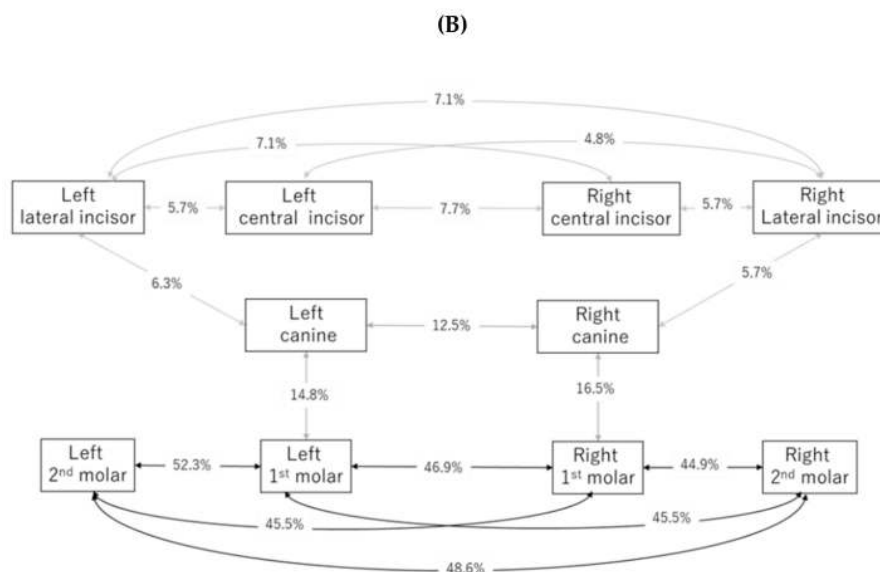 (B)
7.1%
7.1%
4.8%
Left
lateral incisor
5.7%
Left
central incisor
7.7%
Right
central incisor
5.7%
Right
Lateral incisor
6.3%
5.7%
Left
canine
12.5%
Right
canine
14.8%
16.5%
Left
2nd molar
52.3%
Left
1st molar
46.9%
Right
1st molar
44.9%
Right
2nd molar
45.5%
45.5%
48.6%